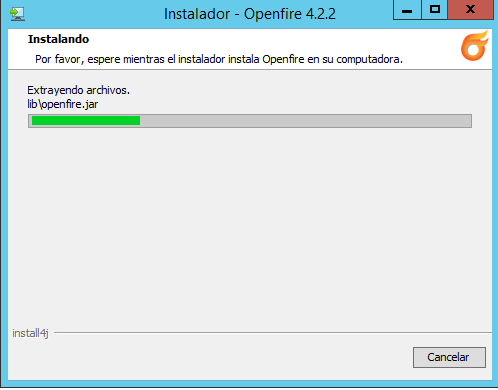 Instalador - Openfire 4.2.2
Instalando
Por favor, espere mientras el instalador instala Openfire en su computadora.
Extrayendo archivos.
lib\openfire.jar
install4j
Cancelar